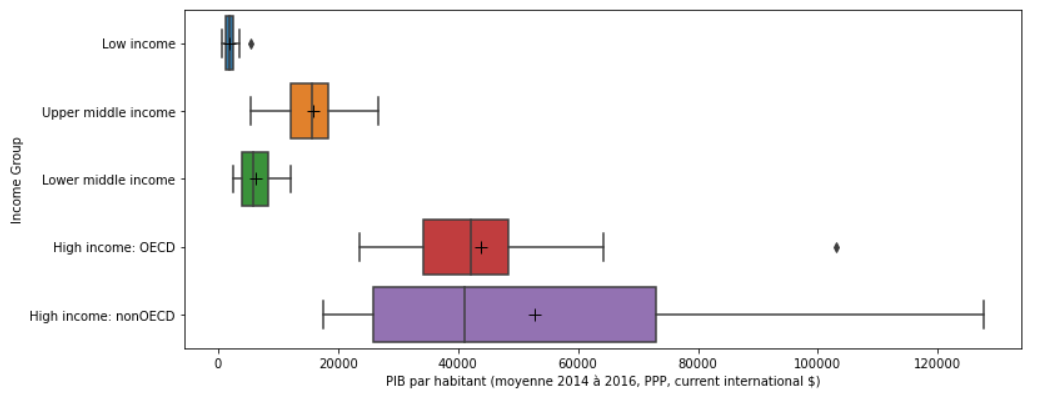 Low income
Upper middle income
Lower middle income
High income: OECD
High income: nonOECD
Income Group
0 20000 40000 60000 80000 100000 120000
PIB par habitant (moyenne 2014 à 2016, PPP, current international $)